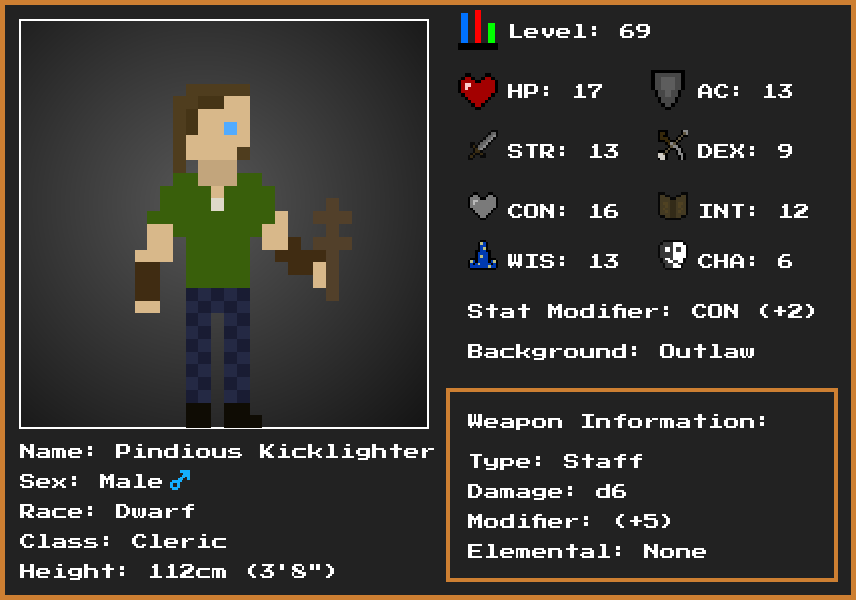 Level: 69
HP: 17 AC: 13
STR: 13 DEX: 9
CON: 16 INT: 12
WIS: 13 CHA: 6
Stat Modifier: CON (+2)
Background: Outlaw
Weapon Information:
Type: Staff
Damage: d6
Modifier: (+5)
Elemental: None
Name: Pindious Kicklighter
Sex: Male ♂
Race: Dwarf
Class: Cleric
Height: 112cm (3'8")